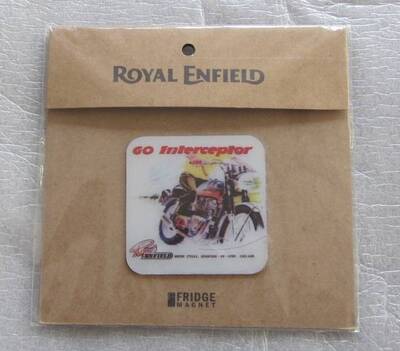 ROYAL ENFIELD
GO Interceptor
Royal
ENFIELD
FRIDGE
MAGNET